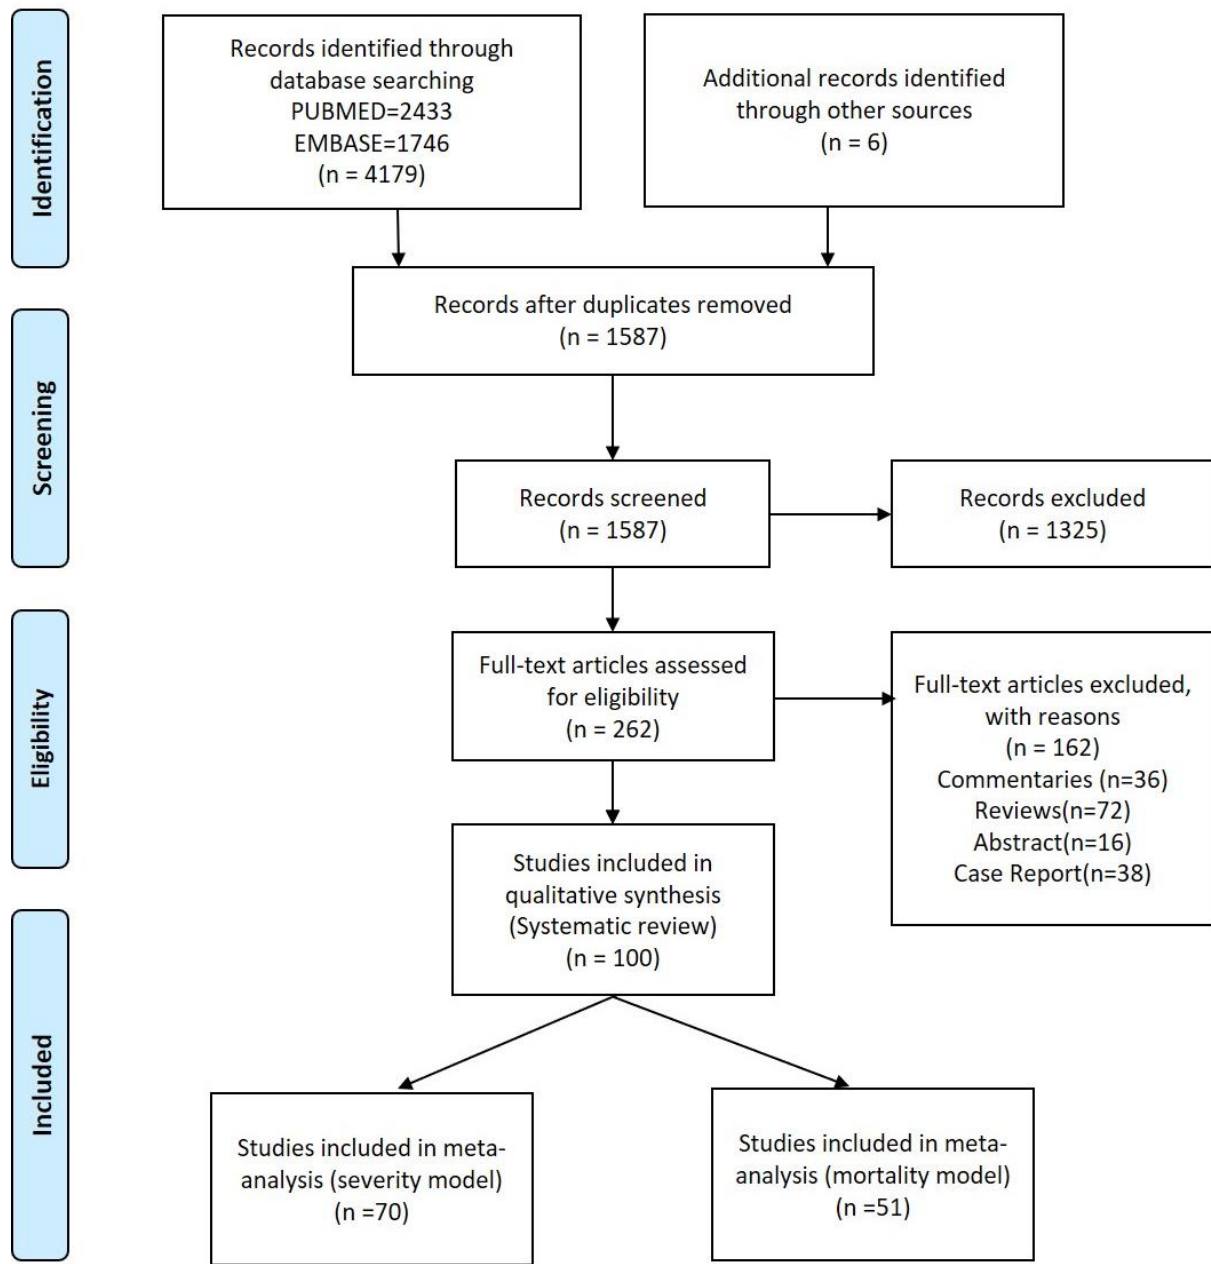 Identification
Records identified through
database searching
PUBMED=2433
EMBASE=1746
(n = 4179)
Additional records identified
through other sources
(n = 6)
Records after duplicates removed
(n = 1587)
Screening
Records screened
(n = 1587)
Records excluded
(n = 1325)
Eligibility
Full-text articles assessed
for eligibility
(n = 262)
Full-text articles excluded,
with reasons
(n = 162)
Commentaries (n=36)
Reviews(n=72)
Abstract(n=16)
Case Report(n=38)
Studies included in
qualitative synthesis
(Systematic review)
(n = 100)
Included
Studies included in meta-
analysis (severity model)
(n =70)
Studies included in meta-
analysis (mortality model)
(n =51)